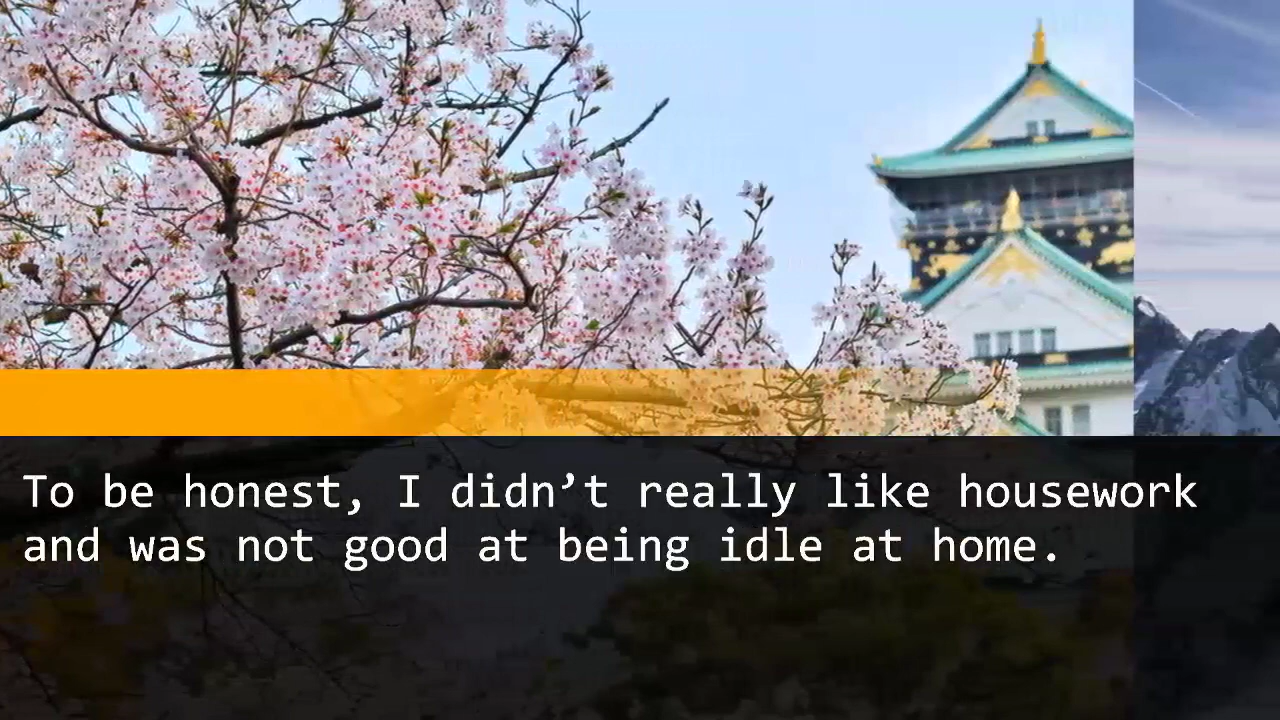 To be honest, I didn’t really like housework
and was not good at being idle at home.